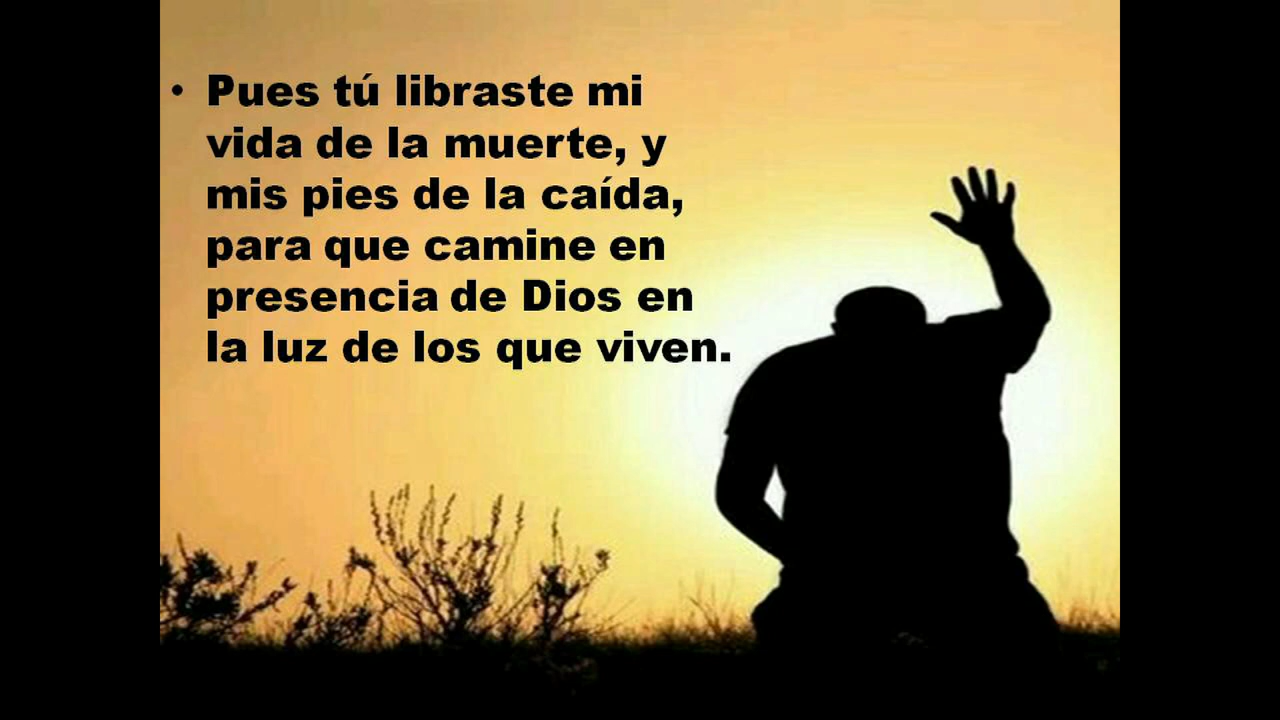 • Pues tú libraste mi
vida de la muerte, y
mis pies de la caída,
para que camine en
presencia de Dios en
la luz de los que viven.